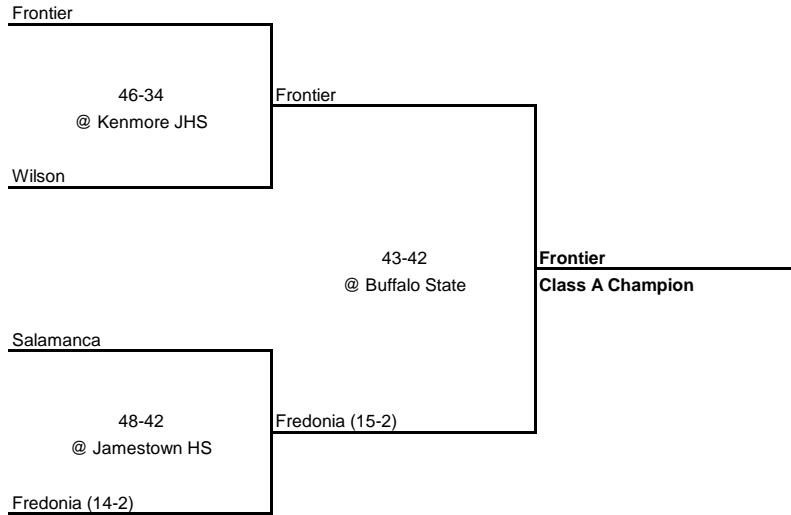 Frontier
46-34
@ Kenmore JHS
Frontier
Wilson
43-42
@ Buffalo State
Frontier
Class A Champion
Salamanca
48-42
@ Jamestown HS
Fredonia (15-2)
Fredonia (14-2)